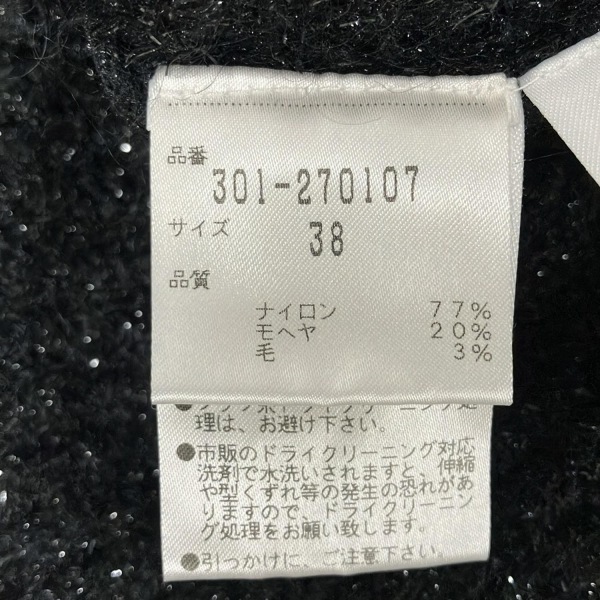 品番
301-270107
サイズ
38
品質
ナイロン 77%
モヘヤ 20%
毛 3%
理は、お避け下さい。
●市販のドライクリーニング対応
洗剤で水洗いされますと、伸縮
や型くずれ等の発生の恐れがあ
りますので、ドライクリーニン
グ処理をお願い致します。
●引っかけに、ご注意下さい。